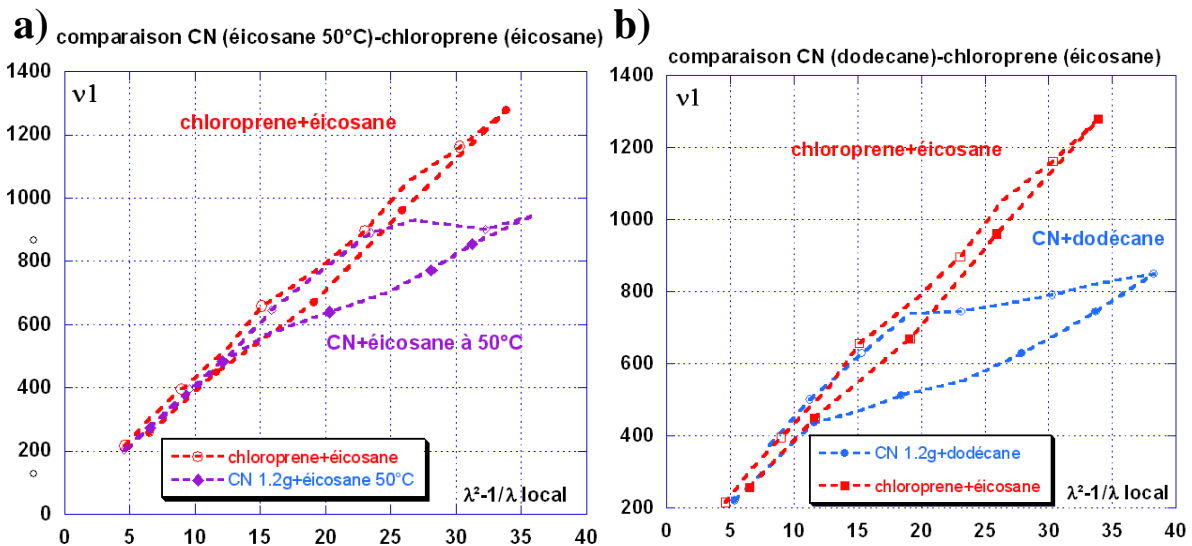 a)
comparaison CN (éicosane 50°C)-chloroprene (éicosane)
1400
1200
1000
800
600
400
200
0
ν1
chloroprene+éicosane
CN+éicosane à 50°C
chloroprene+éicosane
CN 1.2g+éicosane 50°C
λ²-1/λ local
0 5 10 15 20 25 30 35 40
b)
comparaison CN (dodecane)-chloroprene (éicosane)
1400
1200
1000
800
600
400
200
ν1
chloroprene+éicosane
CN+dodécane
CN 1.2g+dodécane
chloroprene+éicosane
λ²-1/λ local
0 5 10 15 20 25 30 35 40